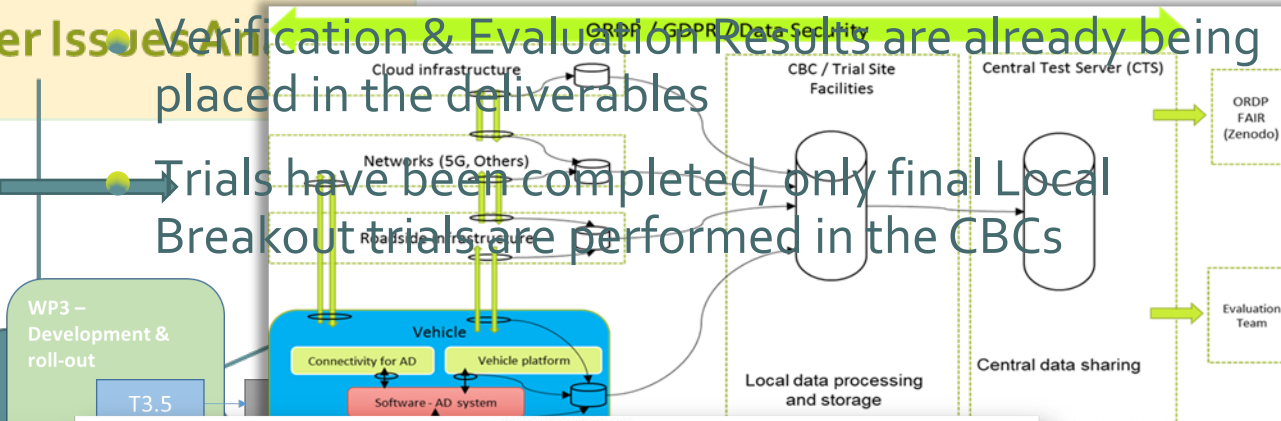 er Issues An
ORDP / GDPR / Data Security
Verification & Evaluation Results are already being
placed in the deliverables
Trials have been completed, only final Local
Breakout trials are performed in the CBCs
Cloud infrastructure
Networks (5G, Others)
Roadside infrastructure
Vehicle
Connectivity for AD
Vehicle platform
Software - AD system
CBC / Trial Site
Facilities
Local data processing
and storage
Central Test Server (CTS)
Central data sharing
ORDP
FAIR
(Zenodo)
Evaluation
Team
WP3 –
Development &
roll-out
T3.5